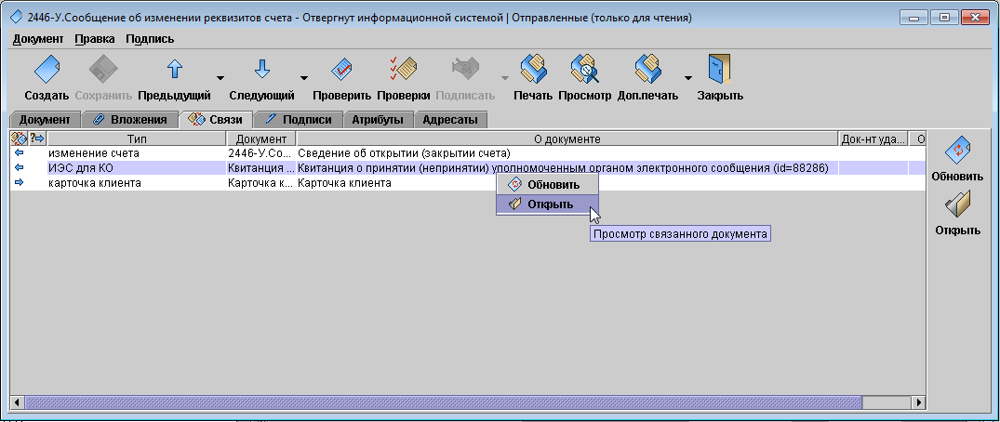 2446-У.Сообщение об изменении реквизитов счета - Отвергнут информационной системой | Отправленные (только для чтения)
Документ Правка Подпись
Создать Сохранить Предыдущий Следующий Проверить Проверки Подписать Печать Просмотр Доп.печать Закрыть
Документ Вложения Связи Подписи Атрибуты Адресаты
? Тип Документ О документе Док-нт уда... О
изменение счета 2446-У.Со... Сведение об открытии (закрытии счета)
ИЭС для КО Квитанция ... Квитанция о принятии (непринятии) уполномоченным органом электронного сообщения (id=88286)
карточка клиента Карточка к... Карточка клиента
Обновить
Открыть
Просмотр связанного документа
Обновить
Открыть